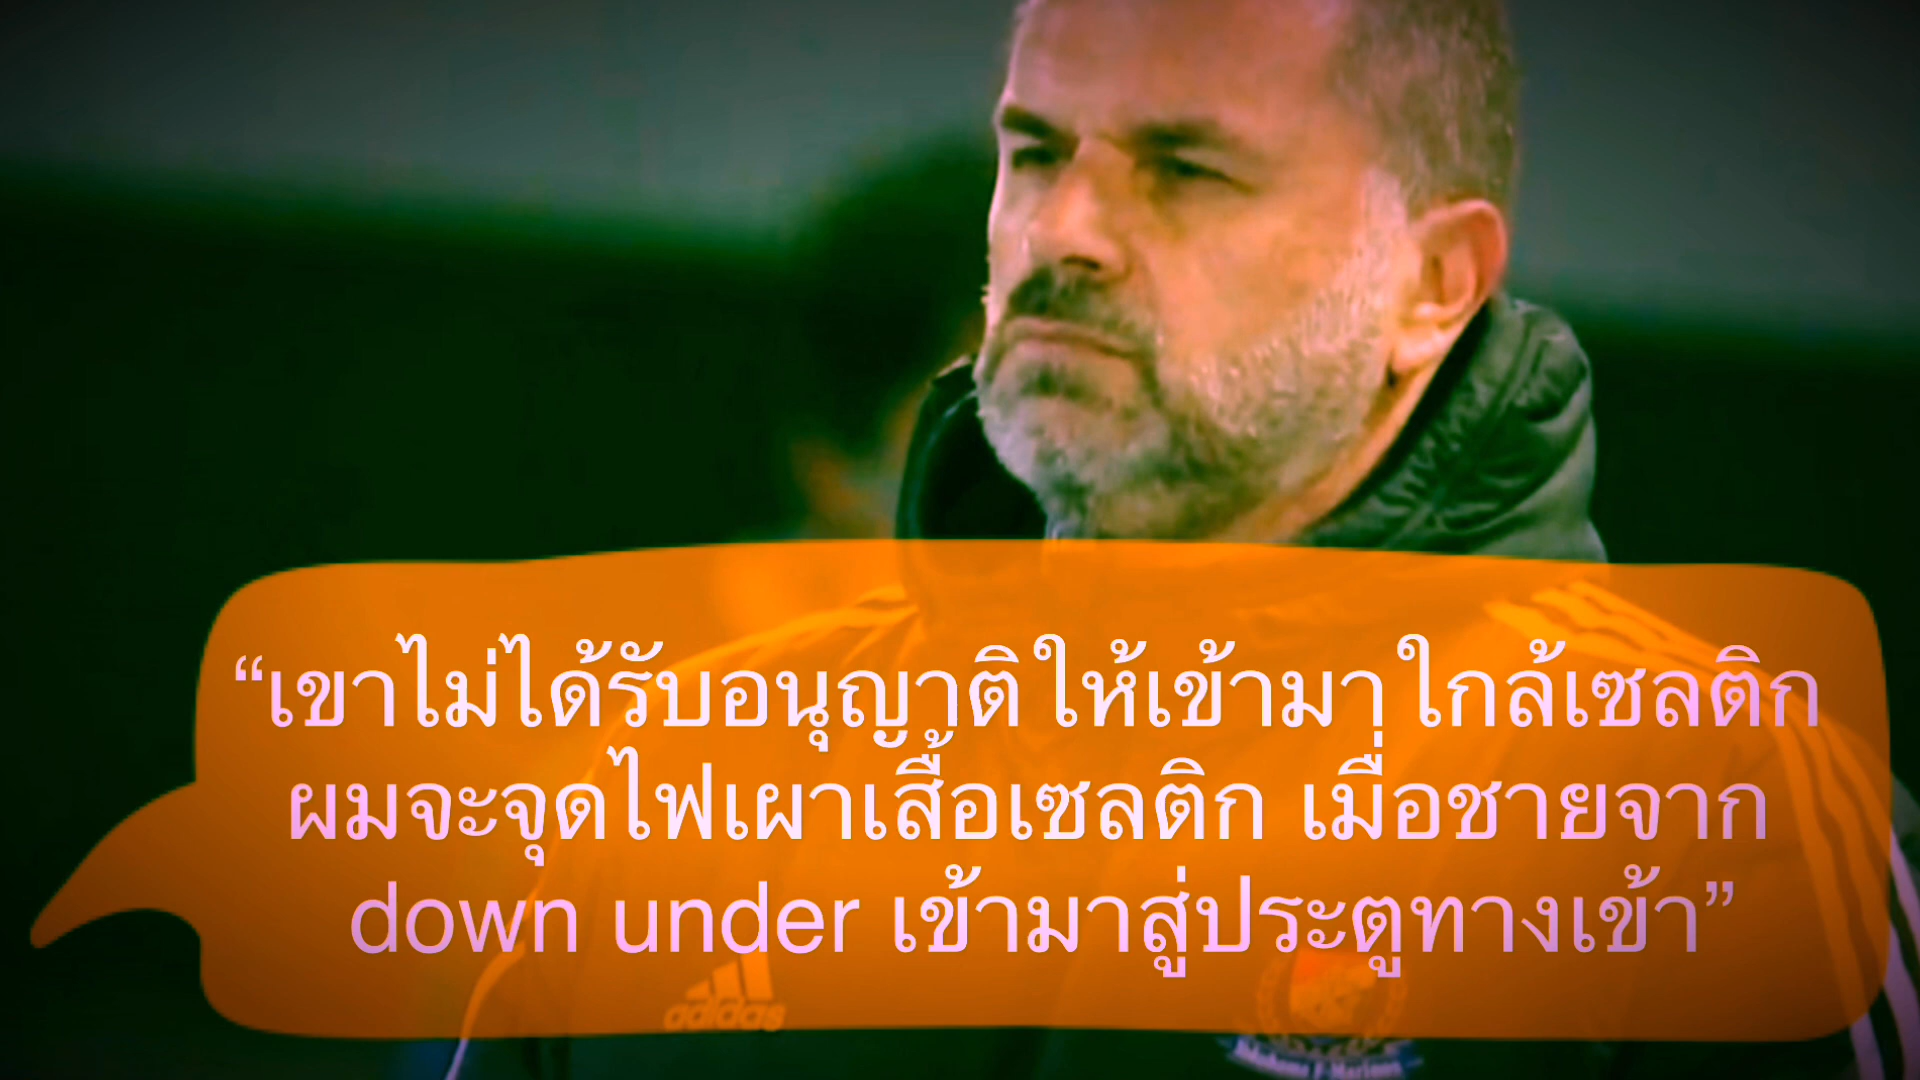 “เขาไม่ได้รับอนุญาติให้เข้ามาใกล้เซลติก
ผมจะจุดไฟเผาเสื้อเซลติก เมื่อชายจาก
down under เข้ามาสู่ประตูทางเข้า”
adidas
Yokohama F·Marinos